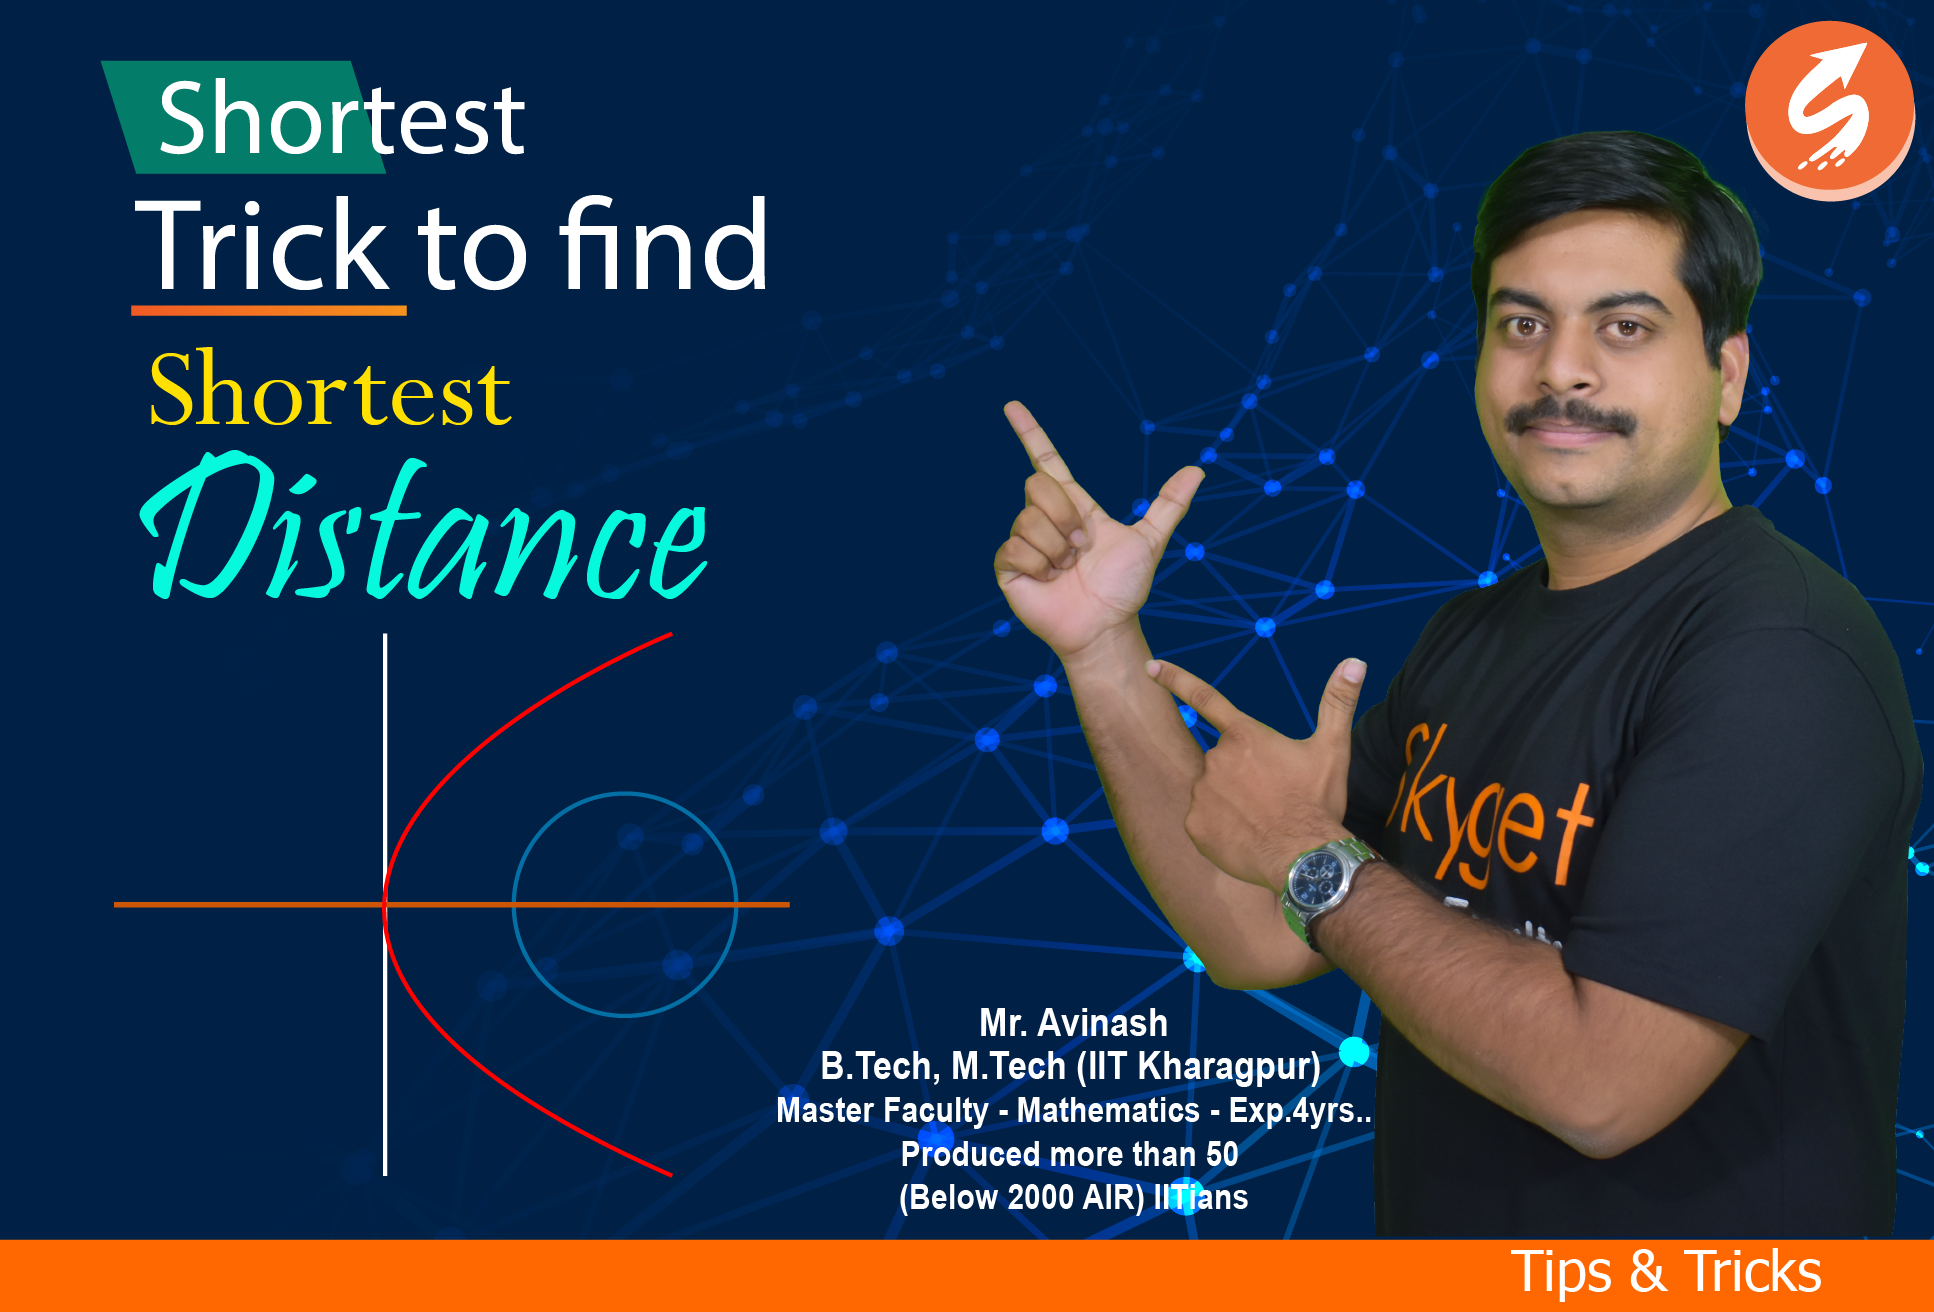 Shortest
Trick to find
Shortest
Distance
Skyget
Mr. Avinash
B.Tech, M.Tech (IIT Kharagpur)
Master Faculty - Mathematics - Exp.4yrs..
Produced more than 50
(Below 2000 AIR) IITians
Tips & Tricks